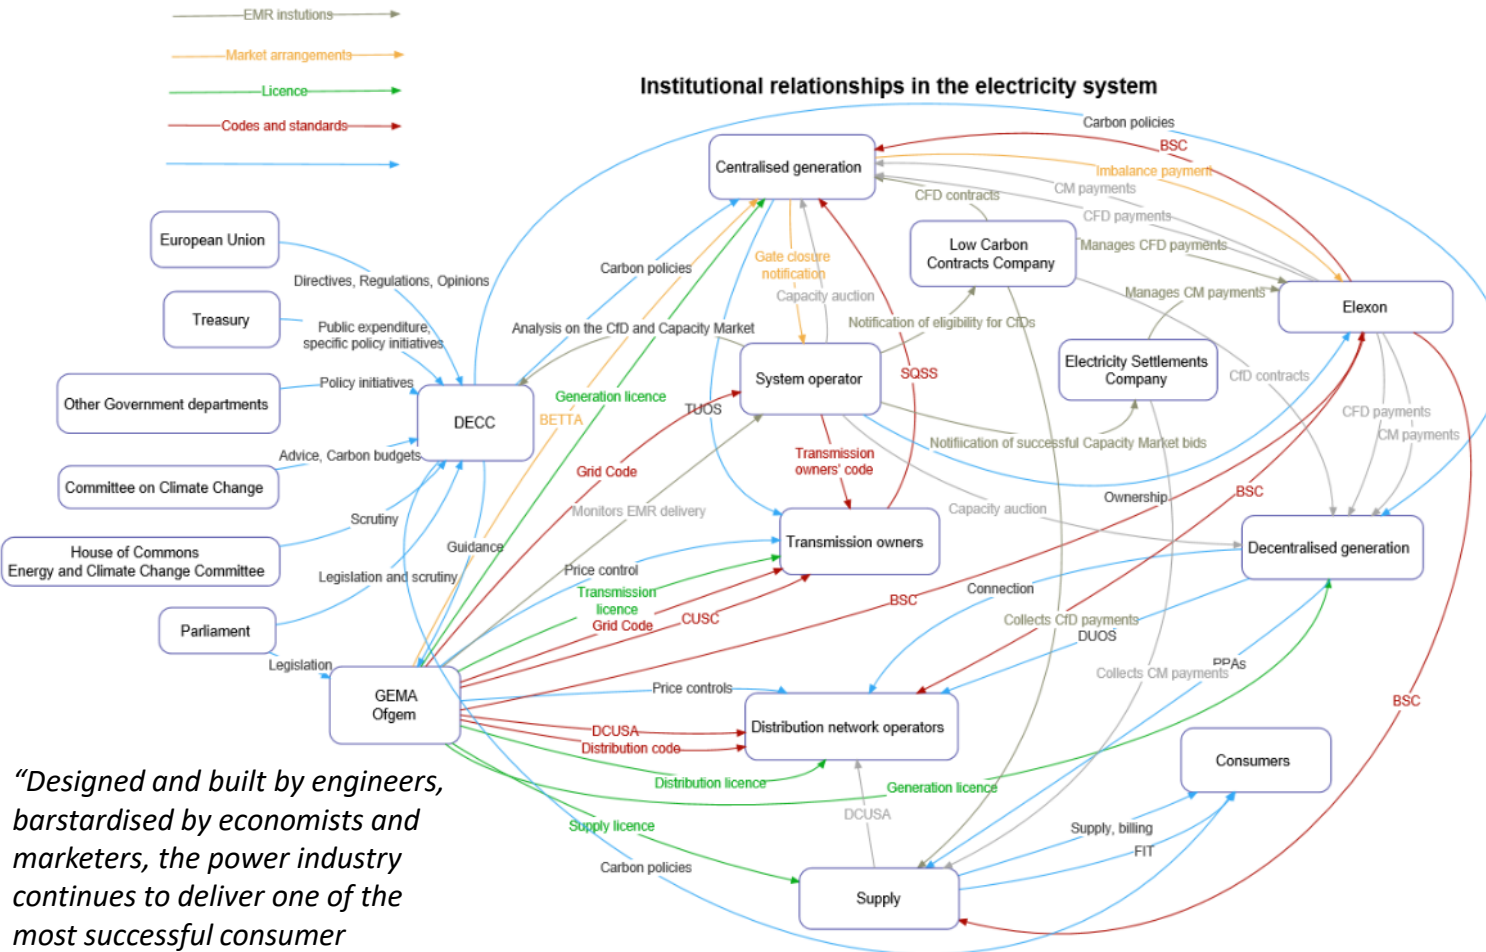 EMR instutions
Market arrangements
Licence
Codes and standards
Institutional relationships in the electricity system
Carbon policies
BSC
Centralised generation
Imbalance payment
CM payments
CFD contracts
CFD payments
European Union
Low Carbon
Contracts Company
Manages CFD payments
Gate closure
notification
Carbon policies
Directives, Regulations, Opinions
Capacity auction
Manages CM payments
Elexon
Treasury
Public expenditure,
specific policy initiatives
Analysis on the CfD and Capacity Market
Notification of eligibility for CfDs
Electricity Settlements
Company
System operator
SQSS
CfD contracts
Policy initiatives
Other Government departments
Generation licence
TUOS
CFD payments
CM payments
DECC
BETTA
Notifiication of successful Capacity Market bids
Advice, Carbon budgets
Transmission
owners' code
Grid Code
Committee on Climate Change
Ownership
BSC
Monitors EMR delivery
Capacity auction
Scrutiny
House of Commons
Energy and Climate Change Committee
Guidance
Transmission owners
Decentralised generation
Legislation and scrutiny
Price control
Transmission
licence
Connection
BSC
Grid Code
CUSC
Collects CfD payments
DUOS
Parliament
Legislation
PPAs
Collects CM payments
GEMA
Ofgem
Price controls
BSC
DCUSA
Distribution code
Distribution network operators
Consumers
Distribution licence
Generation licence
DCUSA
Supply licence
Supply, billing
FIT
Carbon policies
Supply
“Designed and built by engineers,
barstardised by economists and
marketers, the power industry
continues to deliver one of the
most successful consumer